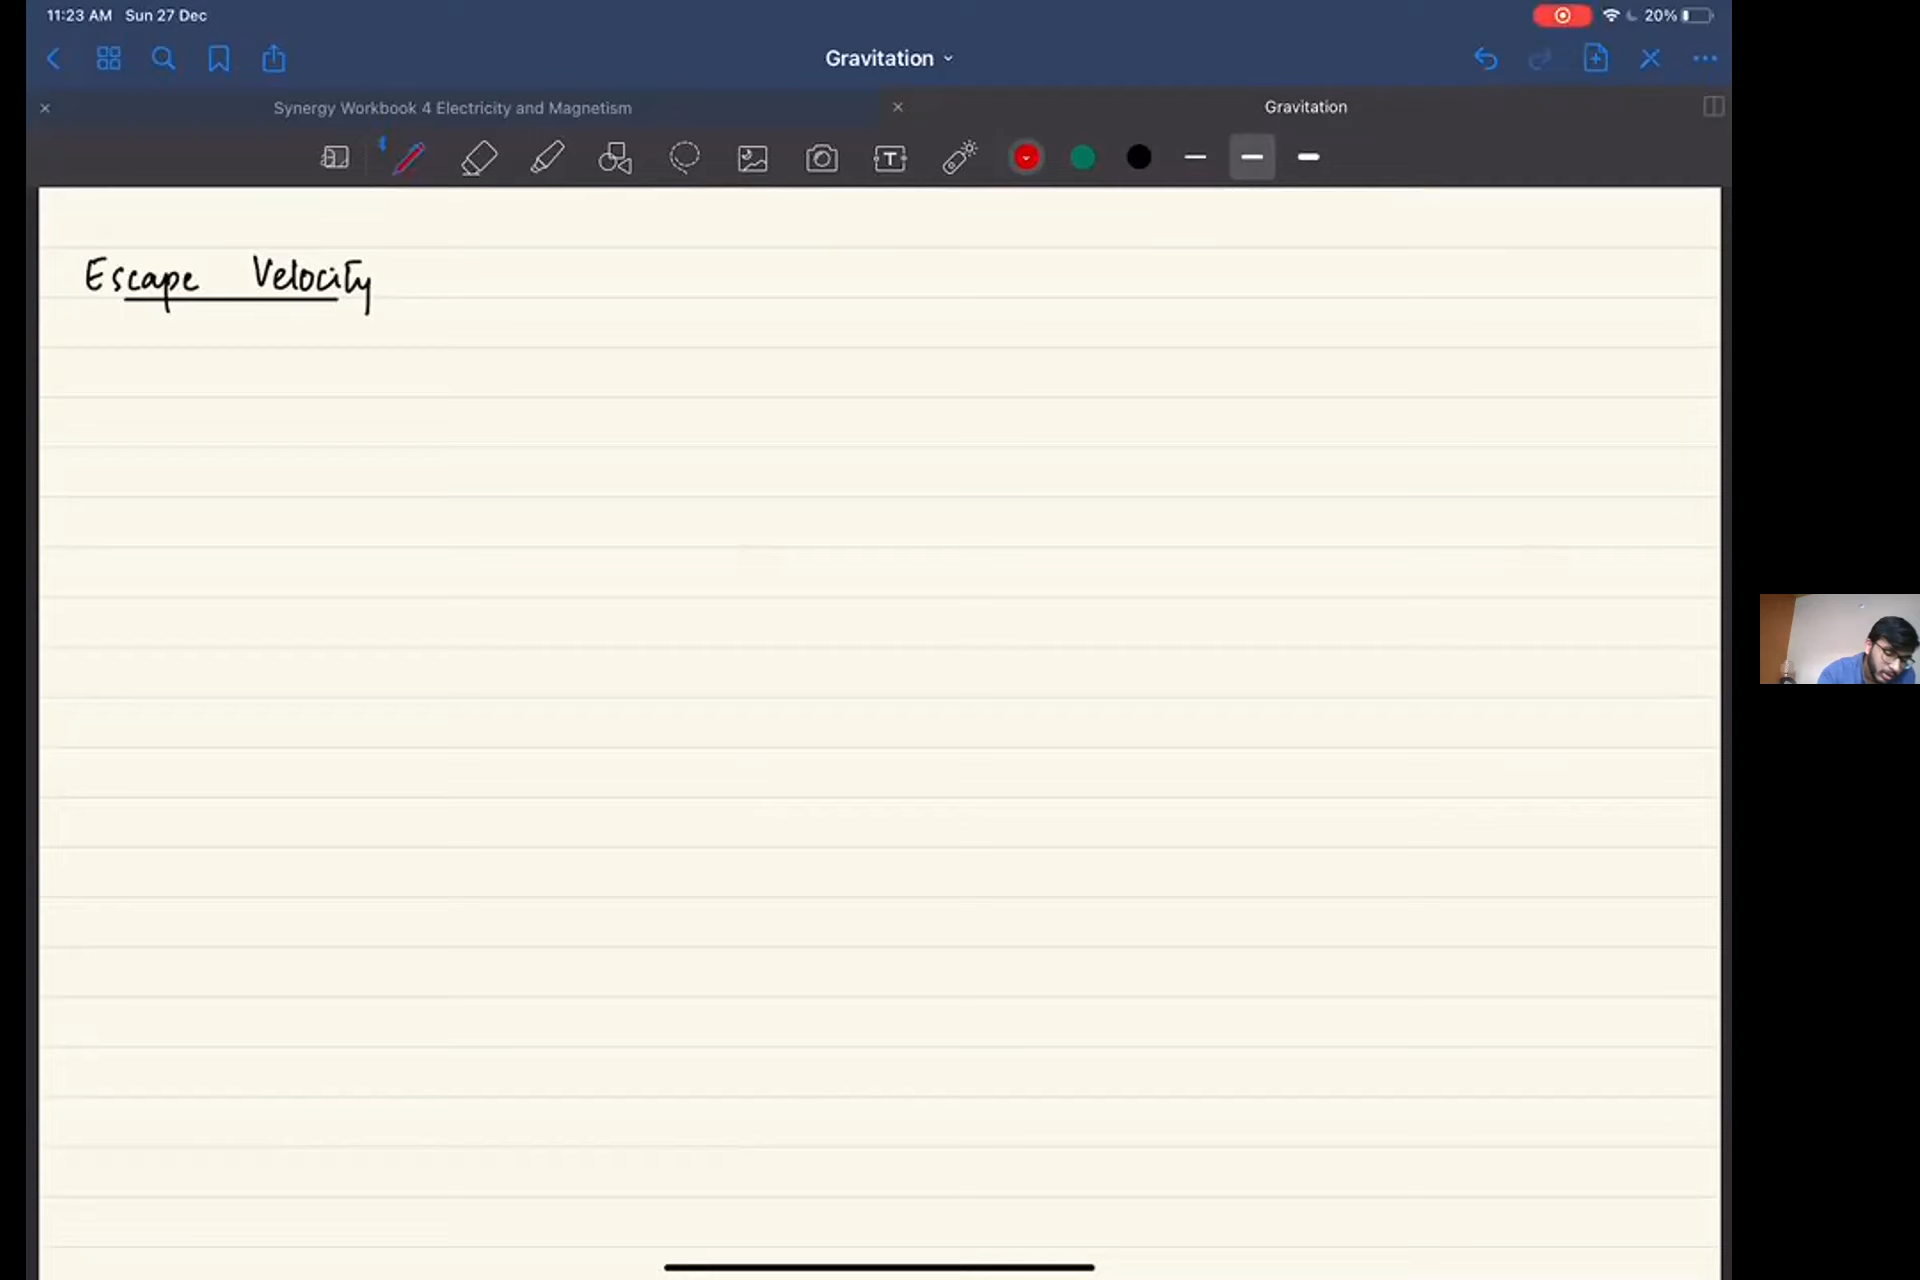 11:23 AM Sun 27 Dec
20%
Gravitation
Synergy Workbook 4 Electricity and Magnetism
Gravitation
Escape Velocity